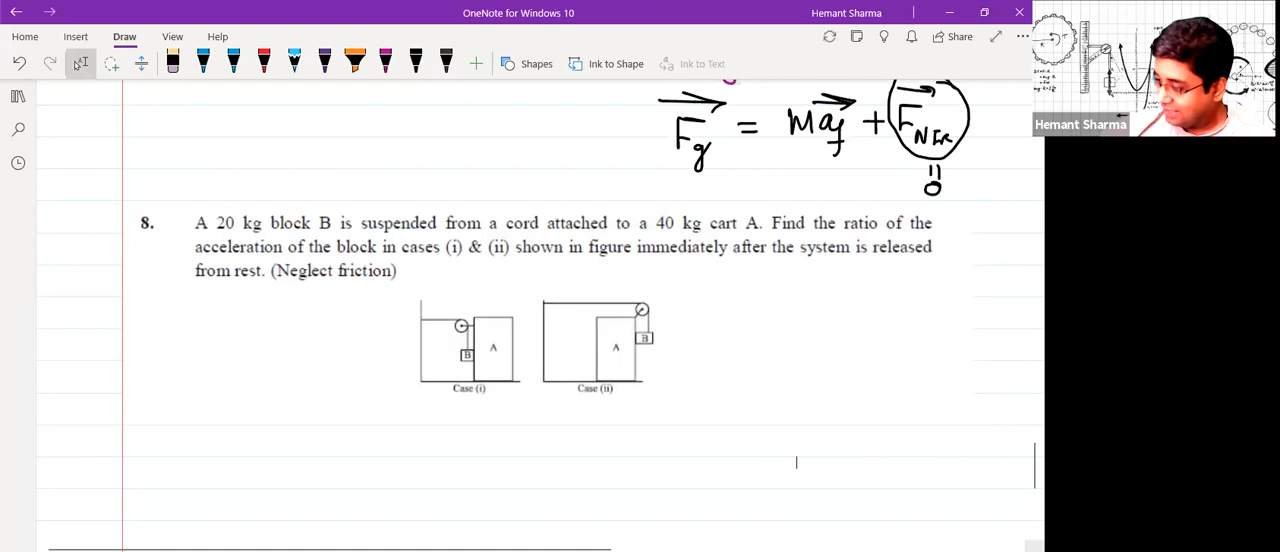 OneNote for Windows 10
Hemant Sharma
Home Insert Draw View Help
Share
Shapes
Ink to Shape
Ink to Text
Hemant Sharma
F_g = Ma_f + F
= 0
8. A 20 kg block B is suspended from a cord attached to a 40 kg cart A. Find the ratio of the
acceleration of the block in cases (i) & (ii) shown in figure immediately after the system is released
from rest. (Neglect friction)
B A
A B
Case (i)
Case (ii)